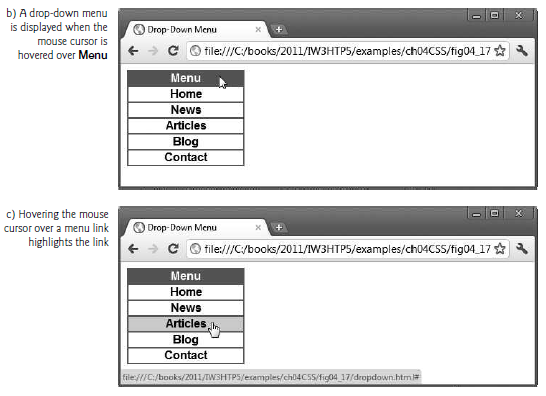 b) A drop-down menu
is displayed when the
mouse cursor is
hovered over Menu
Drop-Down Menu
file:///C:/books/2011/IW3HTP5/examples/ch04CSS/fig04_17
Menu
Home
News
Articles
Blog
Contact
c) Hovering the mouse
cursor over a menu link
highlights the link
Drop-Down Menu
file:///C:/books/2011/IW3HTP5/examples/ch04CSS/fig04_17
Menu
Home
News
Articles
Blog
Contact
file:///C:/books/2011/IW3HTP5/examples/ch04CSS/fig04_17/dropdown.html#